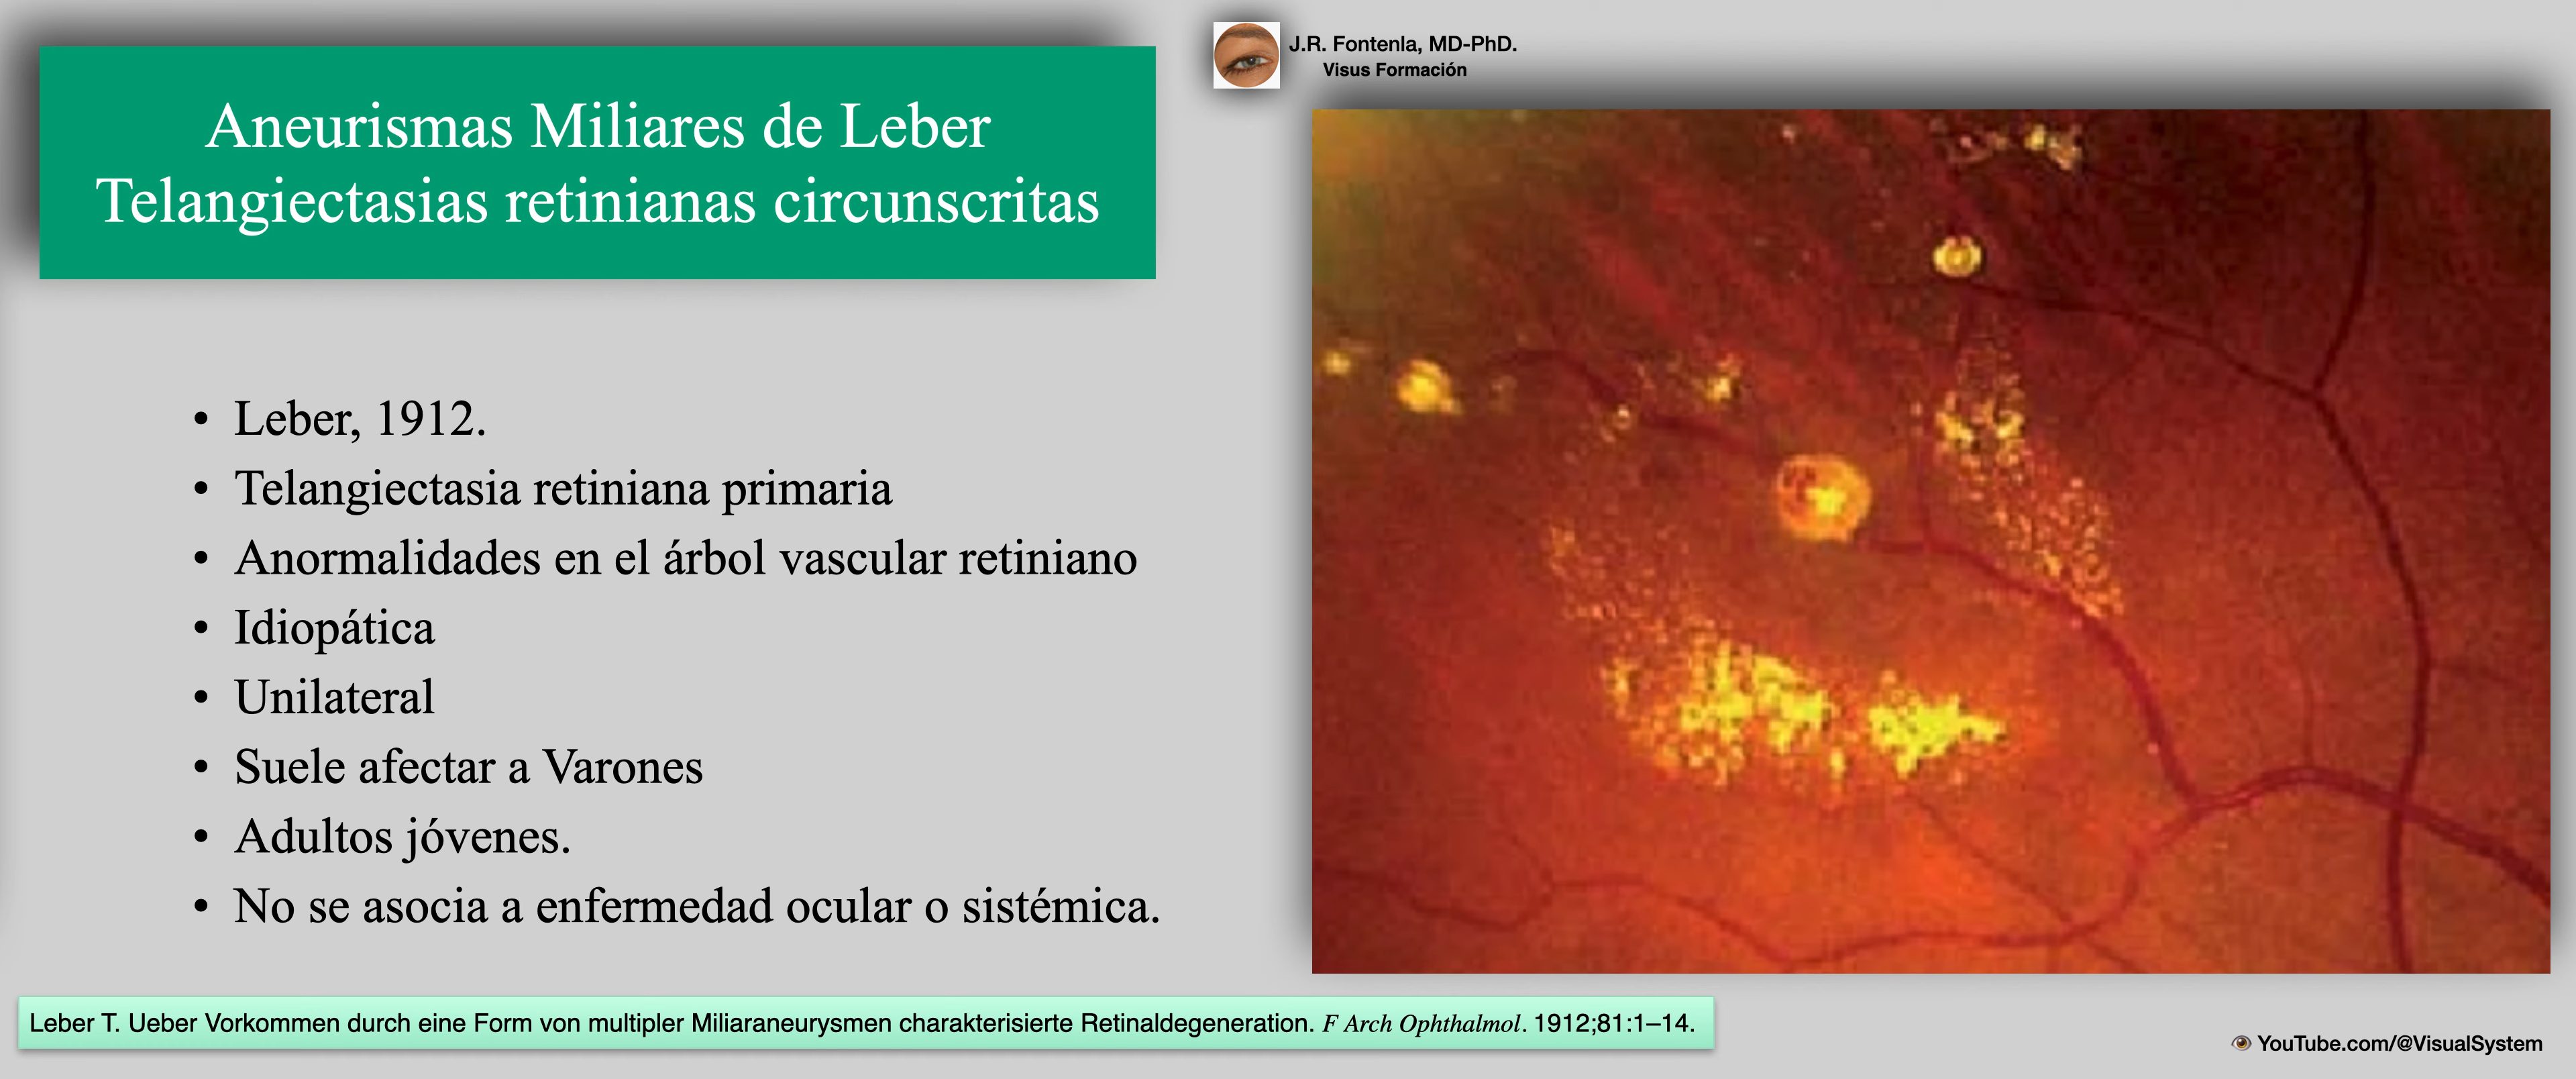 Aneurismas Miliares de Leber
Telangiectasias retinianas circunscritas
J.R. Fontenla, MD-PhD.
Visus Formación
• Leber, 1912.
• Telangiectasia retiniana primaria
• Anormalidades en el árbol vascular retiniano
• Idiopática
• Unilateral
• Suele afectar a Varones
• Adultos jóvenes.
• No se asocia a enfermedad ocular o sistémica.
Leber T. Ueber Vorkommen durch eine Form von multipler Miliaraneurysmen charakterisierte Retinaldegeneration. F Arch Ophthalmol. 1912;81:1–14.
YouTube.com/@VisualSystem